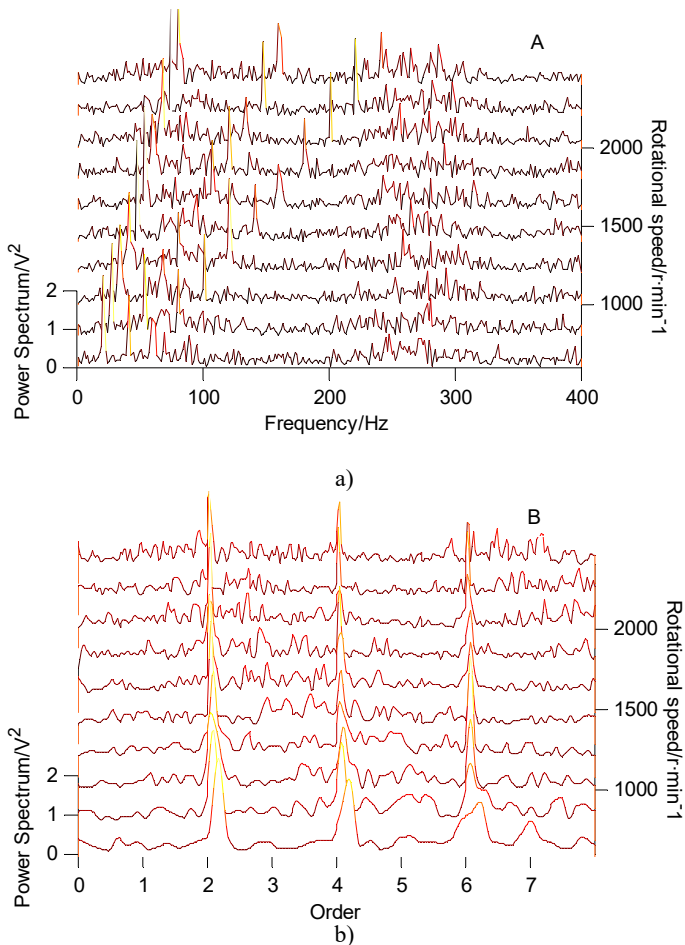 A
2000
1500
1000
Rotational speed/r·min⁻¹
2
1
0
Power Spectrum/V²
0 100 200 300 400
Frequency/Hz
a)
B
2000
1500
1000
Rotational speed/r·min⁻¹
2
1
0
Power Spectrum/V²
0 1 2 3 4 5 6 7
Order
b)